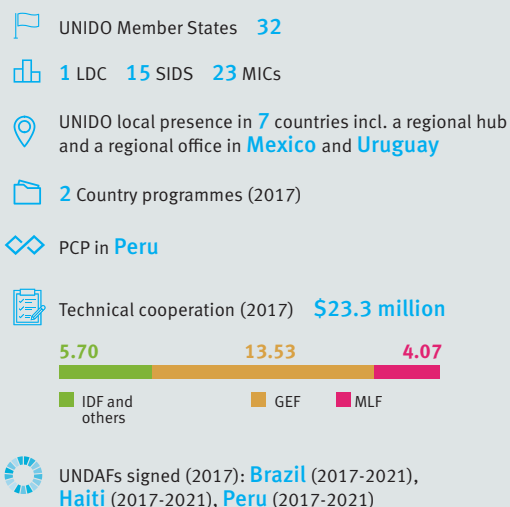 UNIDO Member States 32
1 LDC 15 SIDS 23 MICs
UNIDO local presence in 7 countries incl. a regional hub
and a regional office in Mexico and Uruguay
2 Country programmes (2017)
PCP in Peru
Technical cooperation (2017) $23.3 million
5.70 13.53 4.07
IDF and others GEF MLF
UNDAFs signed (2017): Brazil (2017-2021),
Haiti (2017-2021), Peru (2017-2021)